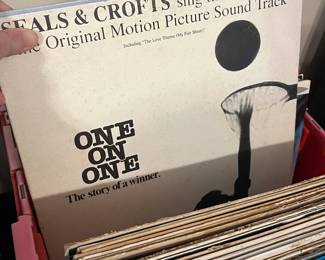 SEALS & CROFTS sing
Original Motion Picture Sound Track
Including "The Love Theme (My Fair Share)"
ONE
ON
ONE
The story of a winner.